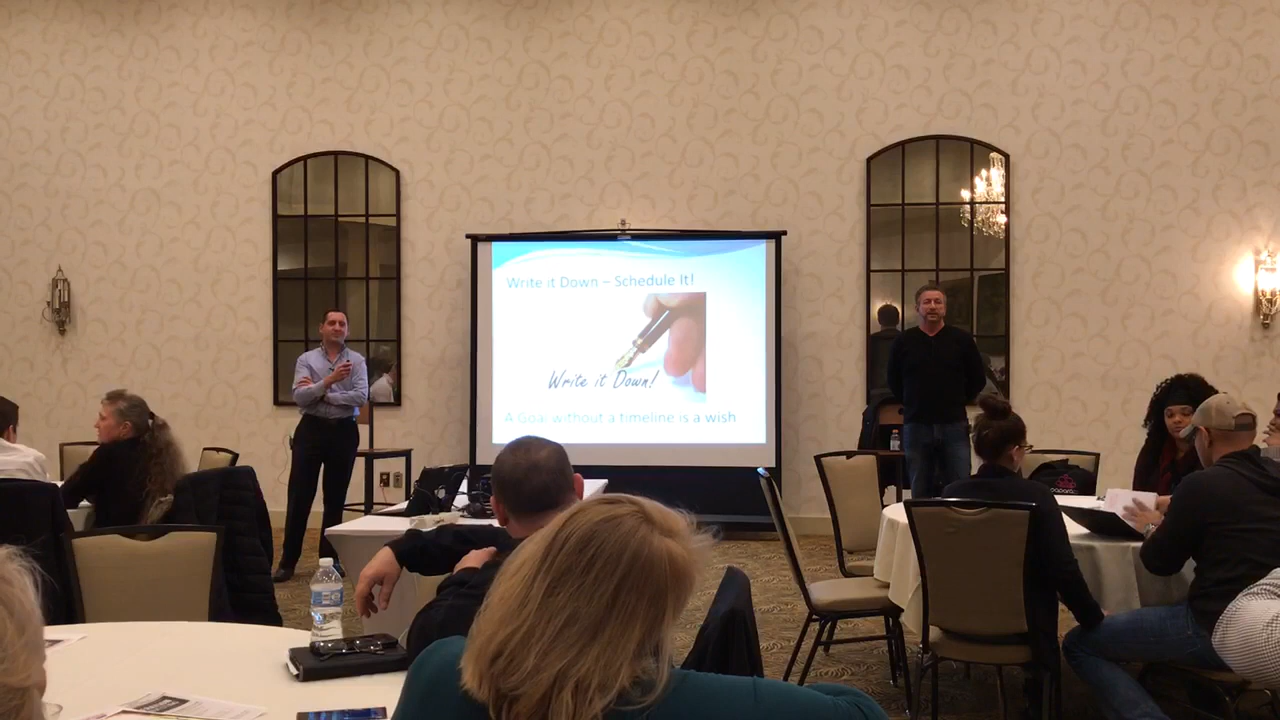 Write it Down – Schedule It!
Write it Down!
A Goal without a timeline is a wish